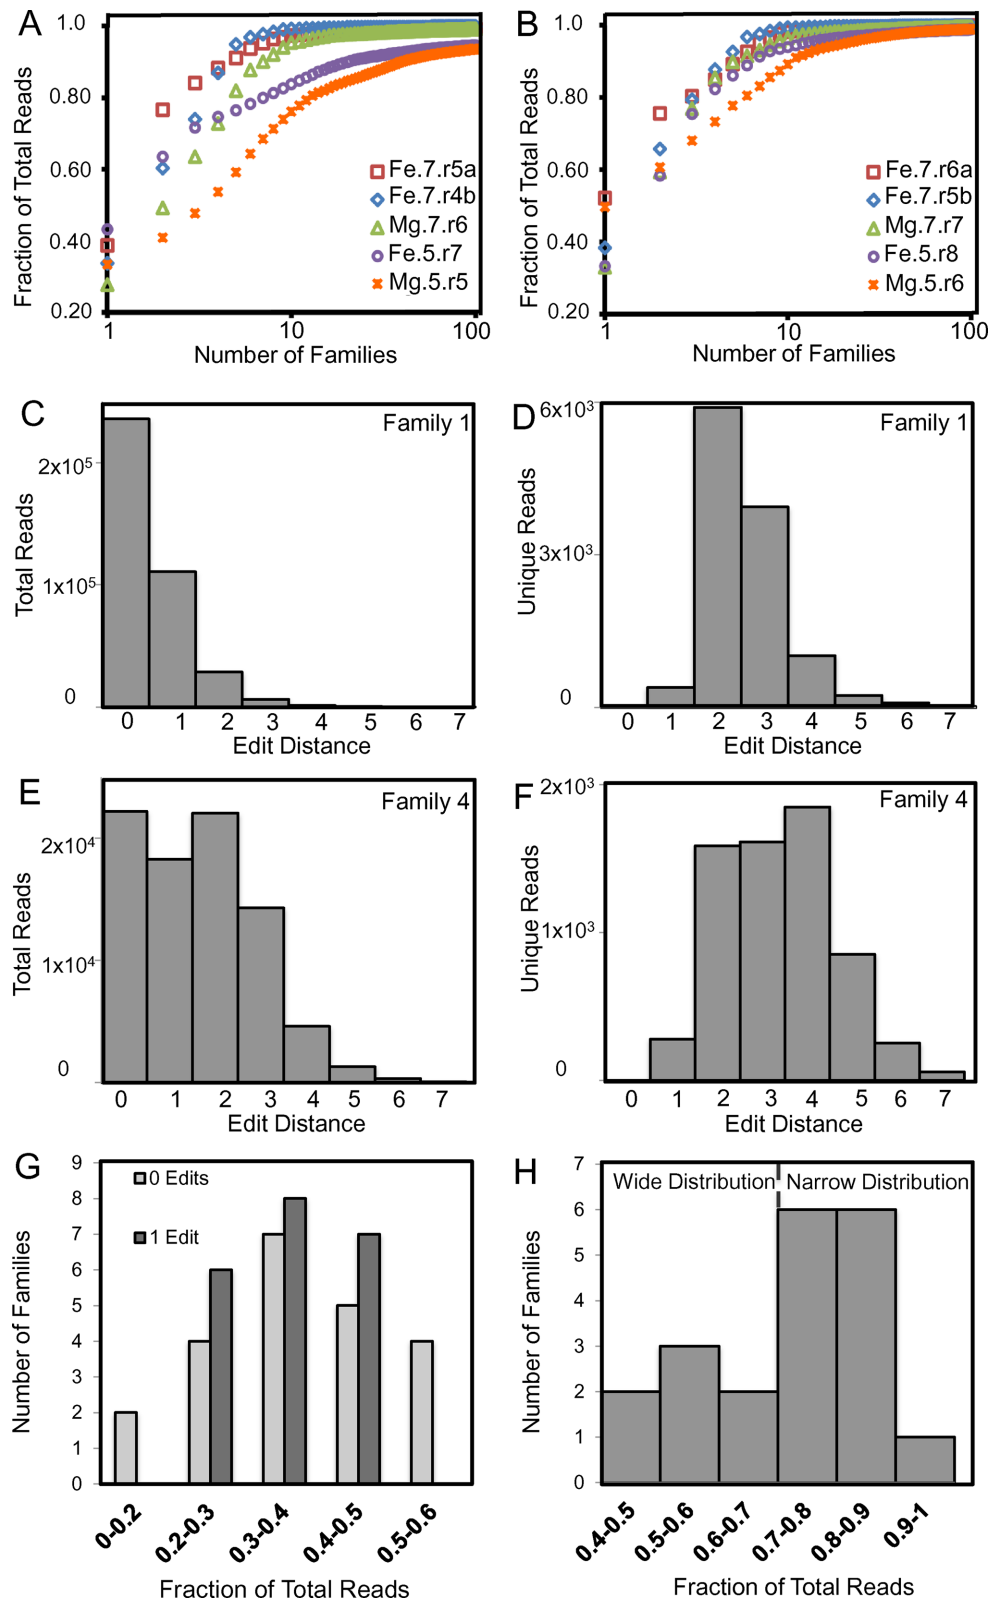 A
1.0
0.80
0.60
0.40
0.20
Fraction of Total Reads
Fe.7.r5a
Fe.7.r4b
Mg.7.r6
Fe.5.r7
Mg.5.r5
1
10
100
Number of Families
B
1.0
0.80
0.60
0.40
0.20
Fraction of Total Reads
Fe.7.r6a
Fe.7.r5b
Mg.7.r7
Fe.5.r8
Mg.5.r6
1
10
100
Number of Families
C
Family 1
2x10⁵
1x10⁵
0
Total Reads
0 1 2 3 4 5 6 7
Edit Distance
D
Family 1
6x10³
3x10³
0
Unique Reads
0 1 2 3 4 5 6 7
Edit Distance
E
Family 4
2x10⁴
1x10⁴
0
Total Reads
0 1 2 3 4 5 6 7
Edit Distance
F
Family 4
2x10³
1x10³
0
Unique Reads
0 1 2 3 4 5 6 7
Edit Distance
G
9
8
7
6
5
4
3
2
1
0
Number of Families
0 Edits
1 Edit
0-0.2
0.2-0.3
0.3-0.4
0.4-0.5
0.5-0.6
Fraction of Total Reads
H
7
6
5
4
3
2
1
0
Number of Families
Wide Distribution
Narrow Distribution
0.4-0.5
0.5-0.6
0.6-0.7
0.7-0.8
0.8-0.9
0.9-1
Fraction of Total Reads